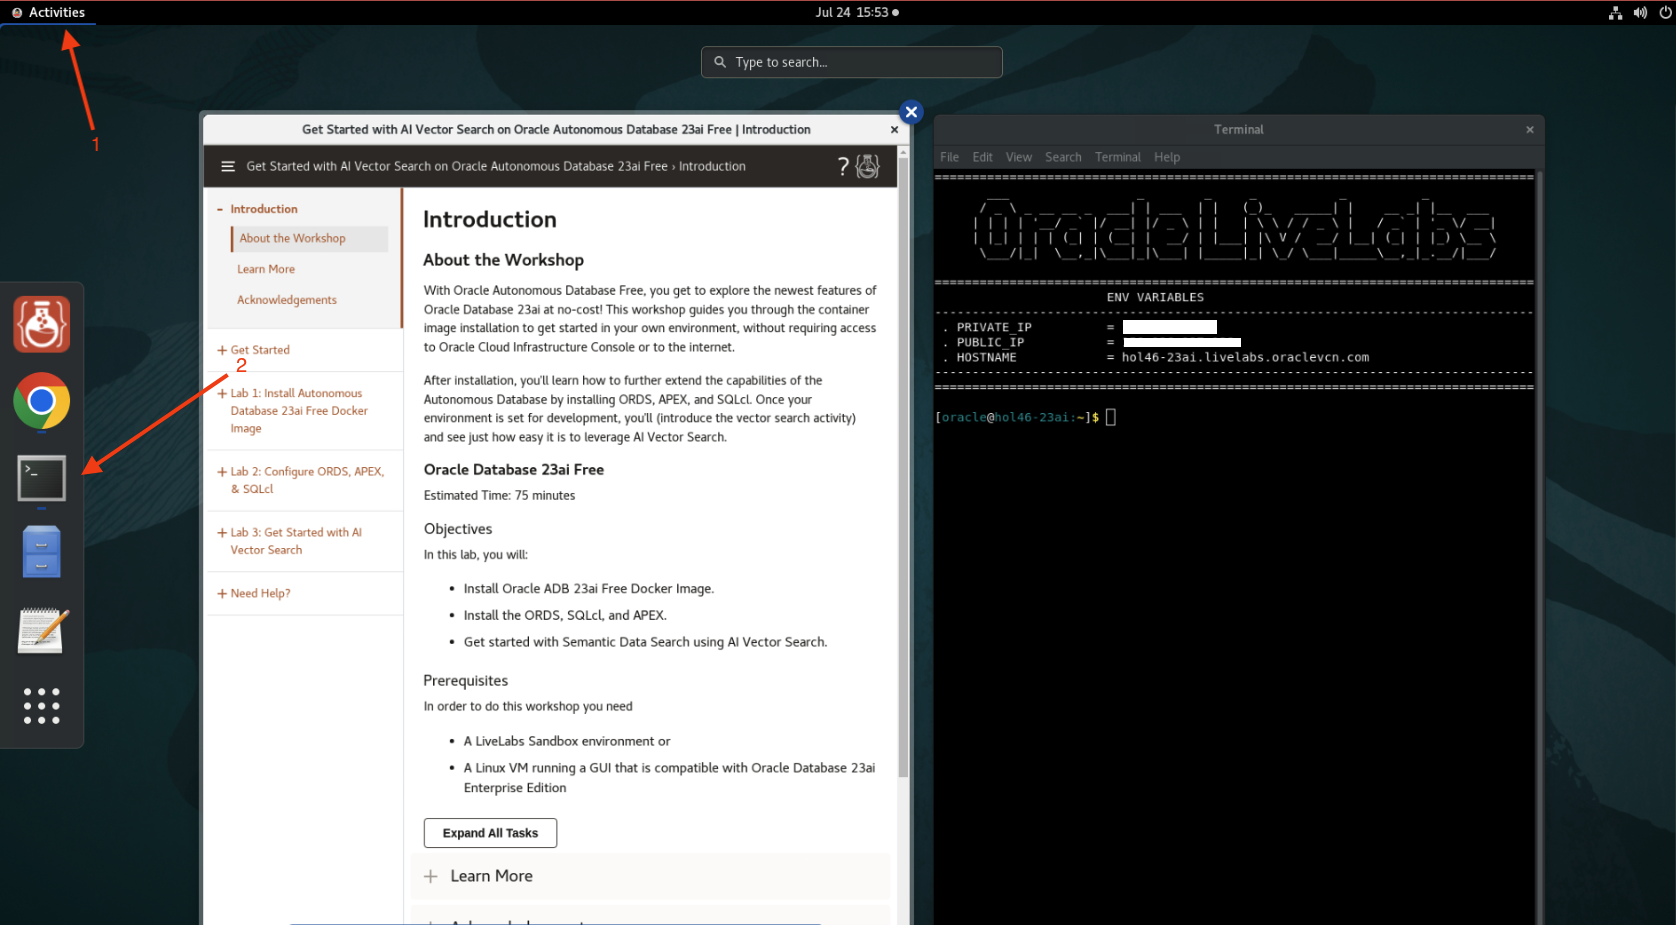 Activities
Jul 24 15:53
Type to search...
1
2
Get Started with AI Vector Search on Oracle Autonomous Database 23ai Free | Introduction
Get Started with AI Vector Search on Oracle Autonomous Database 23ai Free › Introduction
?
- Introduction
About the Workshop
Learn More
Acknowledgements
+ Get Started
+ Lab 1: Install Autonomous
Database 23ai Free Docker
Image
+ Lab 2: Configure ORDS, APEX,
& SQLcl
+ Lab 3: Get Started with AI
Vector Search
+ Need Help?
Introduction
About the Workshop
With Oracle Autonomous Database Free, you get to explore the newest features of
Oracle Database 23ai at no-cost! This workshop guides you through the container
image installation to get started in your own environment, without requiring access
to Oracle Cloud Infrastructure Console or to the internet.
After installation, you'll learn how to further extend the capabilities of the
Autonomous Database by installing ORDS, APEX, and SQLcl. Once your
environment is set for development, you'll (introduce the vector search activity)
and see just how easy it is to leverage AI Vector Search.
Oracle Database 23ai Free
Estimated Time: 75 minutes
Objectives
In this lab, you will:
• Install Oracle ADB 23ai Free Docker Image.
• Install the ORDS, SQLcl, and APEX.
• Get started with Semantic Data Search using AI Vector Search.
Prerequisites
In order to do this workshop you need
• A LiveLabs Sandbox environment or
• A Linux VM running a GUI that is compatible with Oracle Database 23ai
Enterprise Edition
Expand All Tasks
+ Learn More
Terminal
File Edit View Search Terminal Help
Oracle LiveLabs
ENV VARIABLES
. PRIVATE_IP =
. PUBLIC_IP =
. HOSTNAME = hol46-23ai.livelabs.oraclevcn.com
[oracle@hol46-23ai:~]$